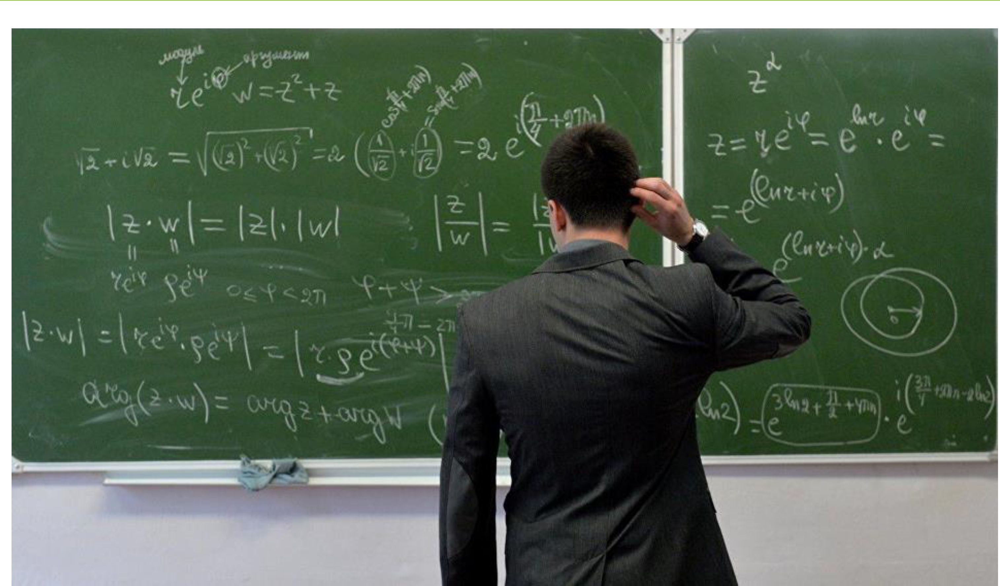 модуль
аргумент
re^{iφ} w = z² + z
cos(π/4 + 2πn)
sin(π/4 + 2πn)
√2 + i√2 = √((√2)² + (√2)²) = 2 (1/√2 + i 1/√2) = 2 e^{i(π/4 + 2πn)}
|z · w| = |z| · |w| ; |z/w| =
re^{iφ} ρe^{iψ} 0 ≤ φ < 2π φ + ψ >
|z · w| = |re^{iφ} · ρe^{iψ}| = |r · ρe^{i(φ+ψ)}|
arg(z · w) = arg z + arg w (
z^α
z = re^{iφ} = e^{ln r} · e^{iφ} =
= e^{(ln r + iφ)}
e^{(ln r + iφ) · α}
0
ln2) = e^{3ln2 + π/2 + 4πn} · e^{i(3π/4 + 2πn - 2ln2)}